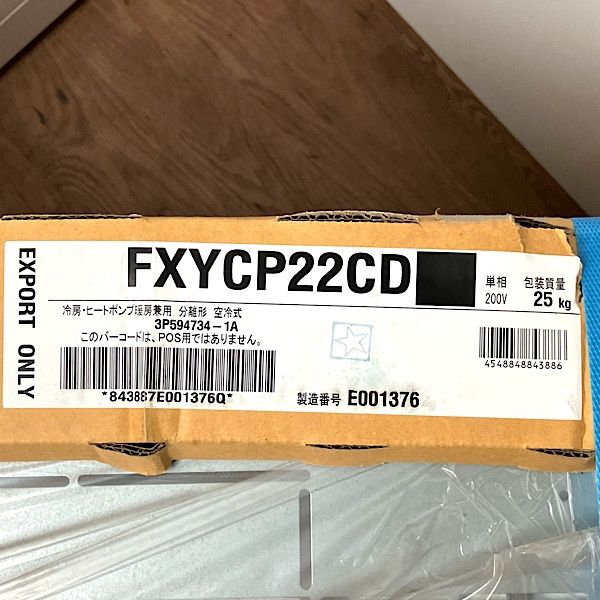 EXPORT ONLY
FXYCP22CD
単相 200V
包装質量 25 kg
冷房・ヒートポンプ暖房兼用 分離形 空冷式
3P594734-1A
このバーコードは、POS用ではありません。
*843887E001376Q*
製造番号 E001376
4548848843886